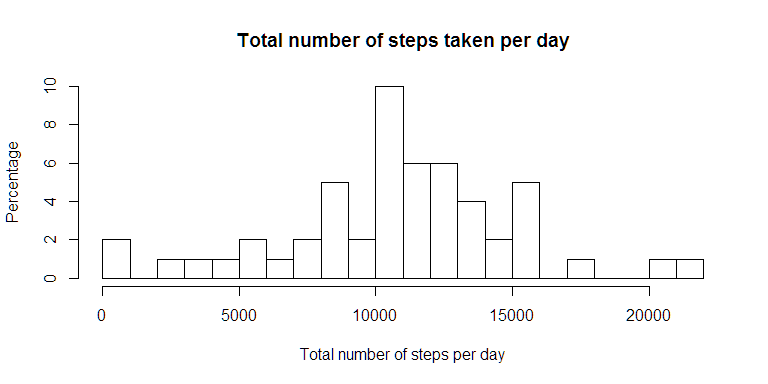 Total number of steps taken per day
Percentage
10
8
6
4
2
0
0 5000 10000 15000 20000
Total number of steps per day